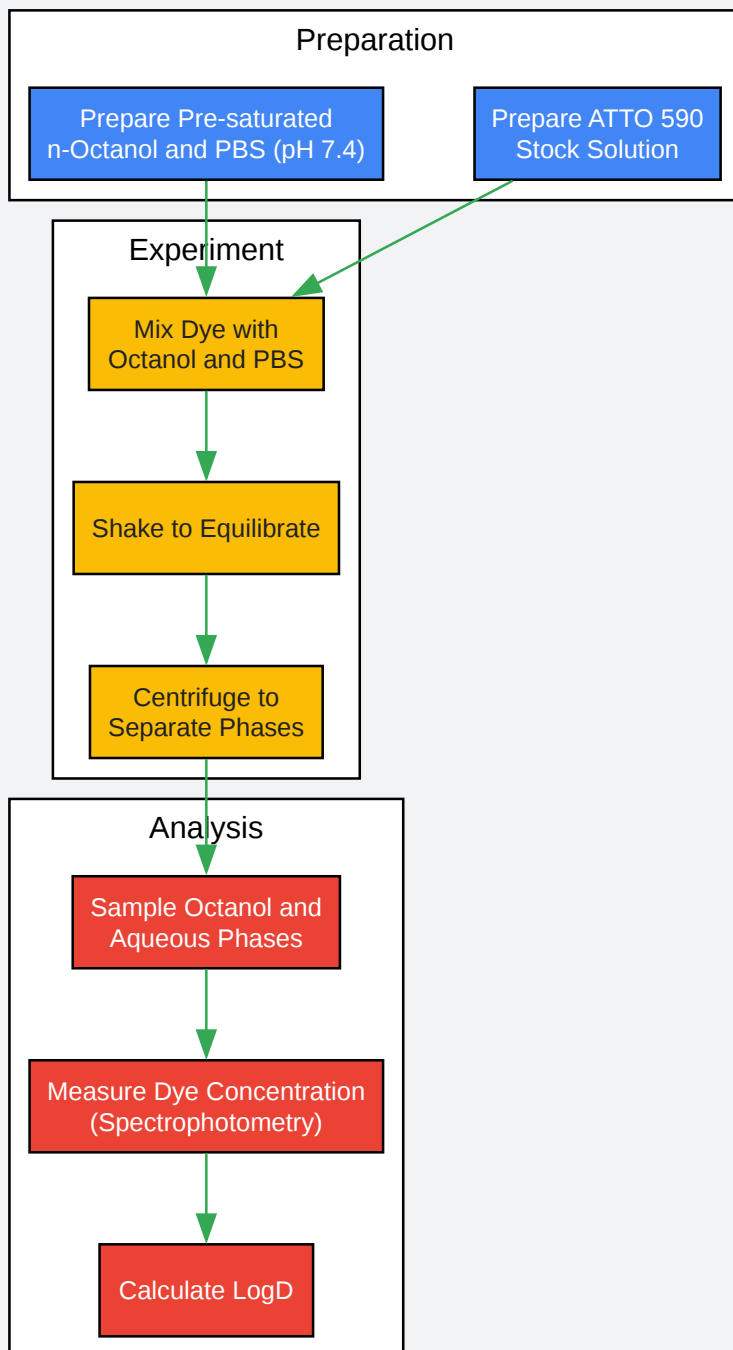 Preparation
Prepare Pre-saturated
n-Octanol and PBS (pH 7.4)
Prepare ATTO 590
Stock Solution
Experiment
Mix Dye with
Octanol and PBS
Shake to Equilibrate
Centrifuge to
Separate Phases
Analysis
Sample Octanol and
Aqueous Phases
Measure Dye Concentration
(Spectrophotometry)
Calculate LogD